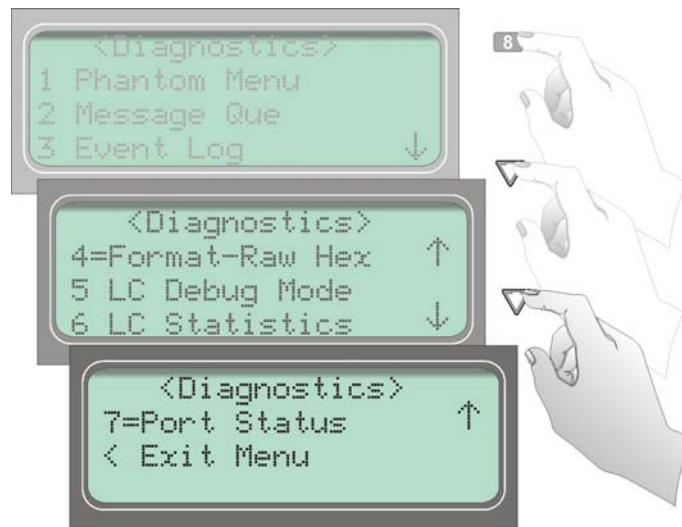 <Diagnostics>
1 Phantom Menu
2 Message Que
3 Event Log ↓
8
<Diagnostics>
4=Format-Raw Hex ↑
5 LC Debug Mode
6 LC Statistics ↓
<Diagnostics>
7=Port Status ↑
< Exit Menu